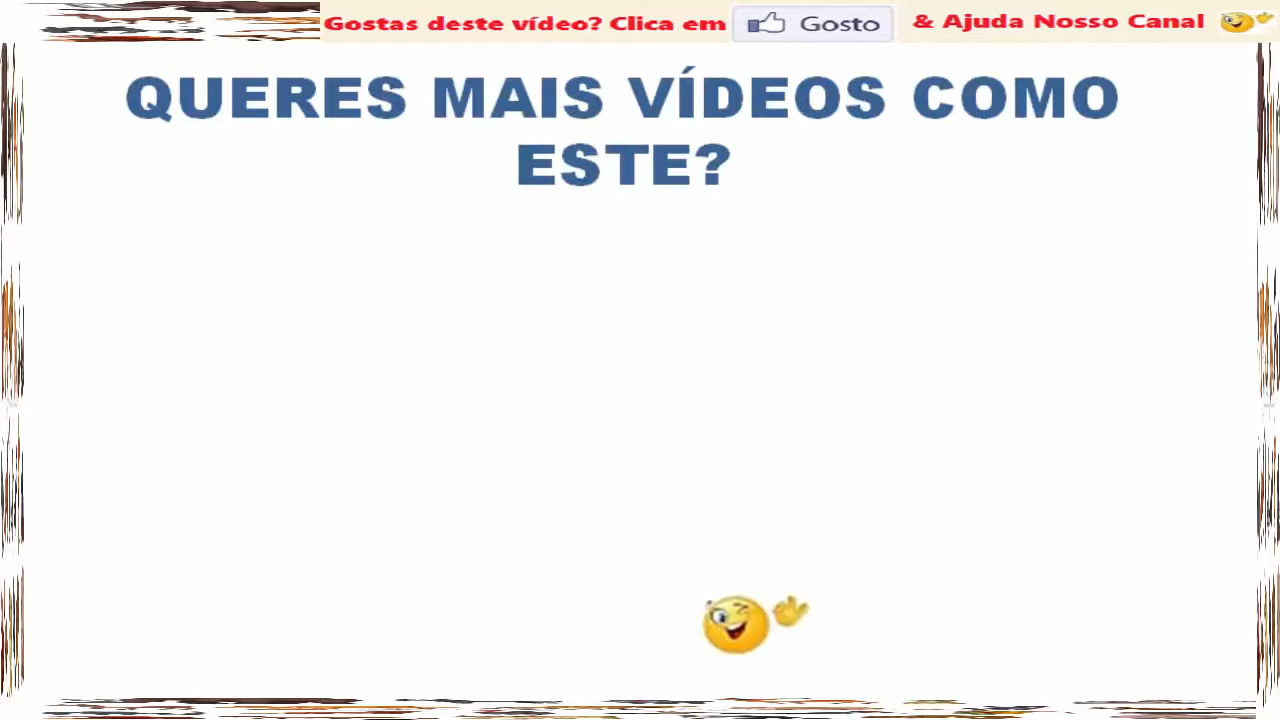 Gostas deste vídeo? Clica em Gosto & Ajuda Nosso Canal
QUERES MAIS VÍDEOS COMO
ESTE?